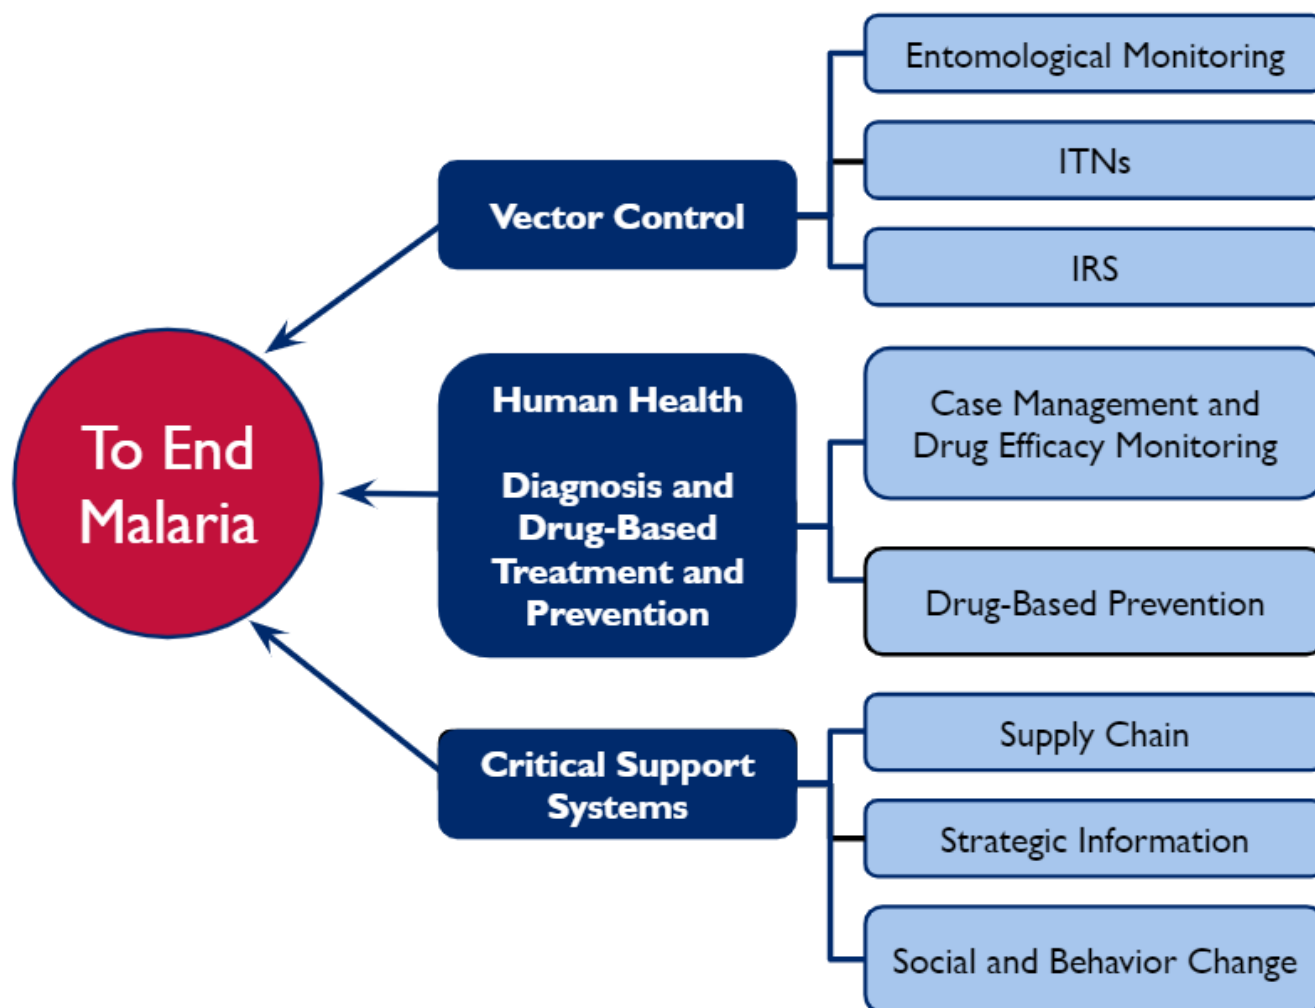 To End
Malaria
Vector Control
Entomological Monitoring
ITNs
IRS
Human Health
Diagnosis and
Drug-Based
Treatment and
Prevention
Case Management and
Drug Efficacy Monitoring
Drug-Based Prevention
Critical Support
Systems
Supply Chain
Strategic Information
Social and Behavior Change